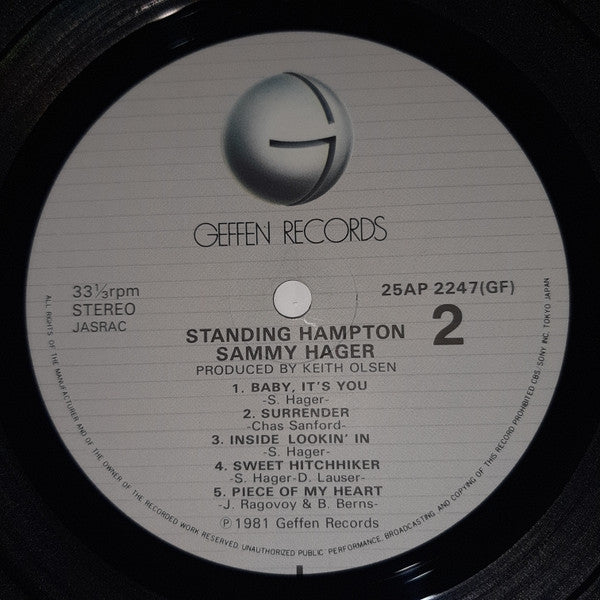 GEFFEN RECORDS
33⅓rpm
STEREO
JASRAC
25AP 2247(GF)
2
STANDING HAMPTON
SAMMY HAGER
PRODUCED BY KEITH OLSEN
1. BABY, IT'S YOU
-S. Hager-
2. SURRENDER
-Chas Sanford-
3. INSIDE LOOKIN' IN
-S. Hager-
4. SWEET HITCHHIKER
-S. Hager-D. Lauser-
5. PIECE OF MY HEART
-J. Ragovoy & B. Berns-
℗1981 Geffen Records
ALL RIGHTS OF THE MANUFACTURER AND OF THE OWNER OF THE RECORDED WORK RESERVED. UNAUTHORIZED PUBLIC PERFORMANCE, BROADCASTING AND COPYING OF THIS RECORD PROHIBITED. CBS/SONY INC. TOKYO JAPAN